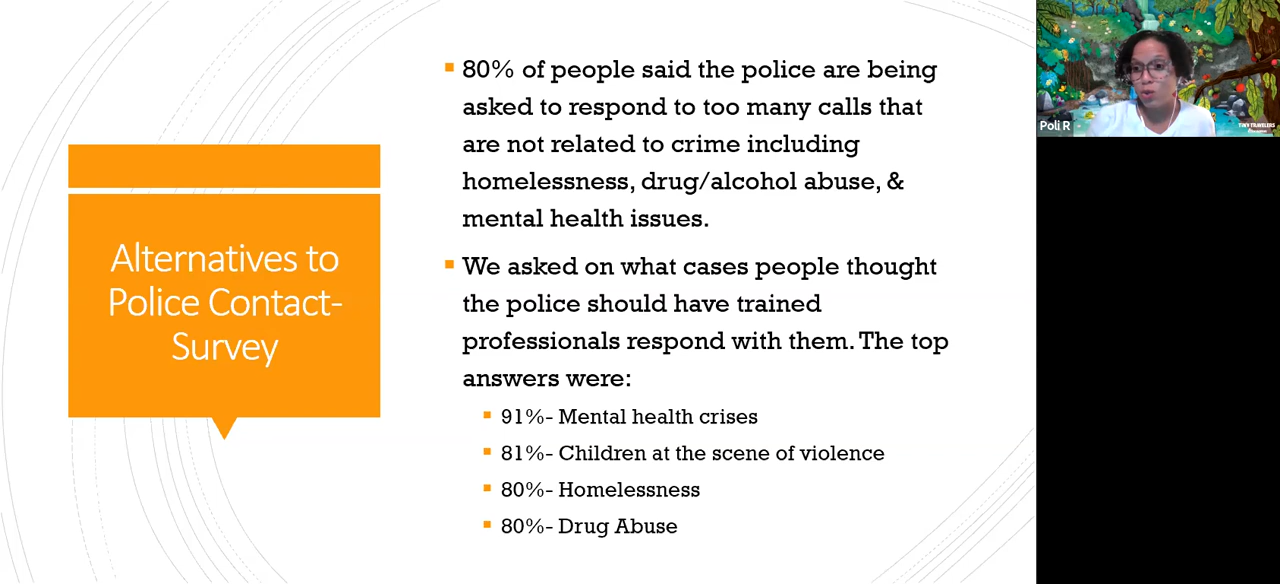 Alternatives to
Police Contact-
Survey
80% of people said the police are being
asked to respond to too many calls that
are not related to crime including
homelessness, drug/alcohol abuse, &
mental health issues.
We asked on what cases people thought
the police should have trained
professionals respond with them. The top
answers were:
91%- Mental health crises
81%- Children at the scene of violence
80%- Homelessness
80%- Drug Abuse
Poli R
TINY TRAVELERS